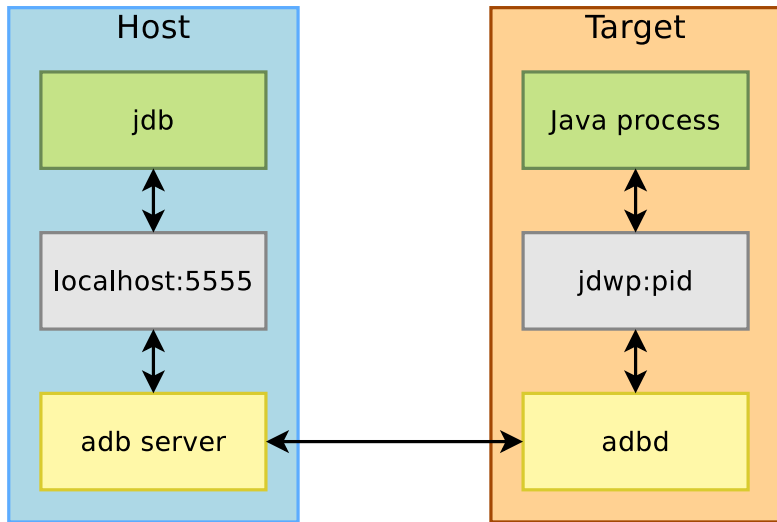 Host
jdb
localhost:5555
adb server
Target
Java process
jdwp:pid
adbd